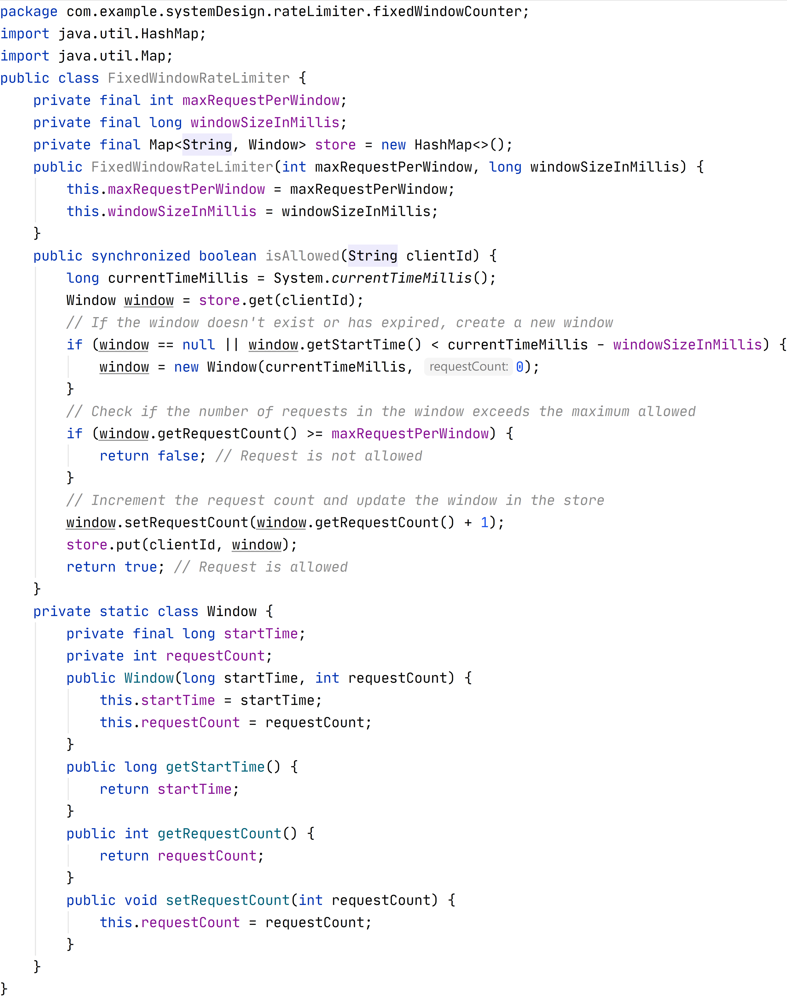 package com.example.systemDesign.rateLimiter.fixedWindowCounter;
import java.util.HashMap;
import java.util.Map;
public class FixedWindowRateLimiter {
    private final int maxRequestPerWindow;
    private final long windowSizeInMillis;
    private final Map<String, Window> store = new HashMap<>();
    public FixedWindowRateLimiter(int maxRequestPerWindow, long windowSizeInMillis) {
        this.maxRequestPerWindow = maxRequestPerWindow;
        this.windowSizeInMillis = windowSizeInMillis;
    }
    public synchronized boolean isAllowed(String clientId) {
        long currentTimeMillis = System.currentTimeMillis();
        Window window = store.get(clientId);
        // If the window doesn't exist or has expired, create a new window
        if (window == null || window.getStartTime() < currentTimeMillis - windowSizeInMillis) {
            window = new Window(currentTimeMillis, requestCount: 0);
        }
        // Check if the number of requests in the window exceeds the maximum allowed
        if (window.getRequestCount() >= maxRequestPerWindow) {
            return false; // Request is not allowed
        }
        // Increment the request count and update the window in the store
        window.setRequestCount(window.getRequestCount() + 1);
        store.put(clientId, window);
        return true; // Request is allowed
    }
    private static class Window {
        private final long startTime;
        private int requestCount;
        public Window(long startTime, int requestCount) {
            this.startTime = startTime;
            this.requestCount = requestCount;
        }
        public long getStartTime() {
            return startTime;
        }
        public int getRequestCount() {
            return requestCount;
        }
        public void setRequestCount(int requestCount) {
            this.requestCount = requestCount;
        }
    }
}